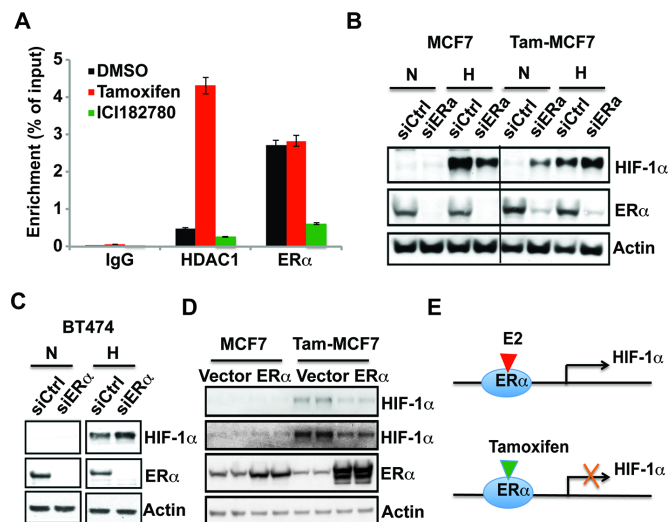 A
Enrichment (% of input)
5
4
3
2
1
0
DMSO
Tamoxifen
ICI182780
IgG HDAC1 ERα
B
MCF7 Tam-MCF7
N H N H
siCtrl siERa siCtrl siERa siCtrl siERa siCtrl siERa
HIF-1α
ERα
Actin
C
BT474
N H
siCtrl siERα siCtrl siERα
HIF-1α
ERα
Actin
D
MCF7 Tam-MCF7
Vector ERα Vector ERα
HIF-1α
HIF-1α
ERα
Actin
E
E2
ERα
HIF-1α
Tamoxifen
ERα
HIF-1α